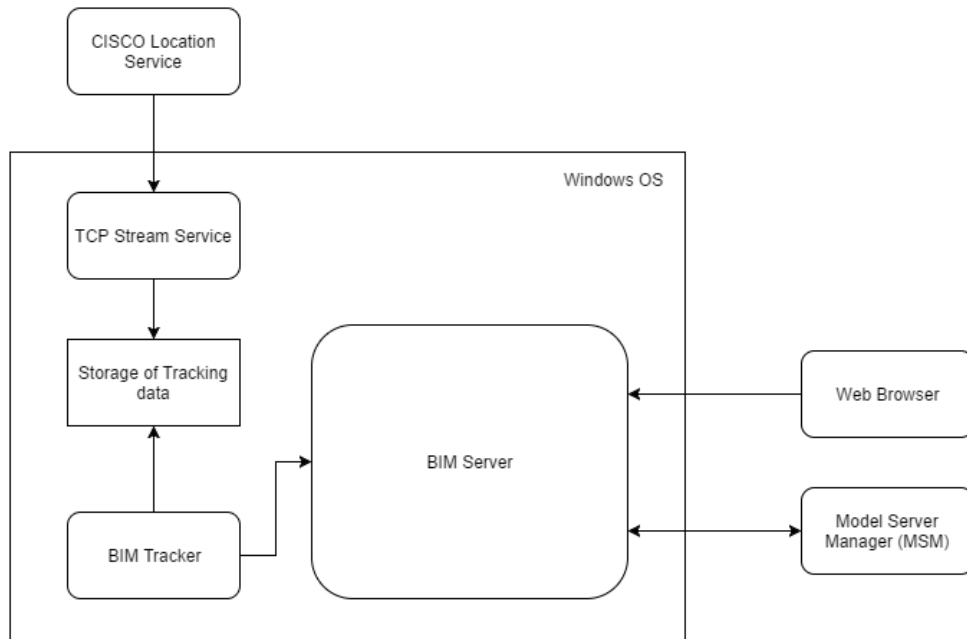 CISCO Location
Service
Windows OS
TCP Stream Service
Storage of Tracking
data
Web Browser
BIM Server
Model Server
Manager (MSM)
BIM Tracker